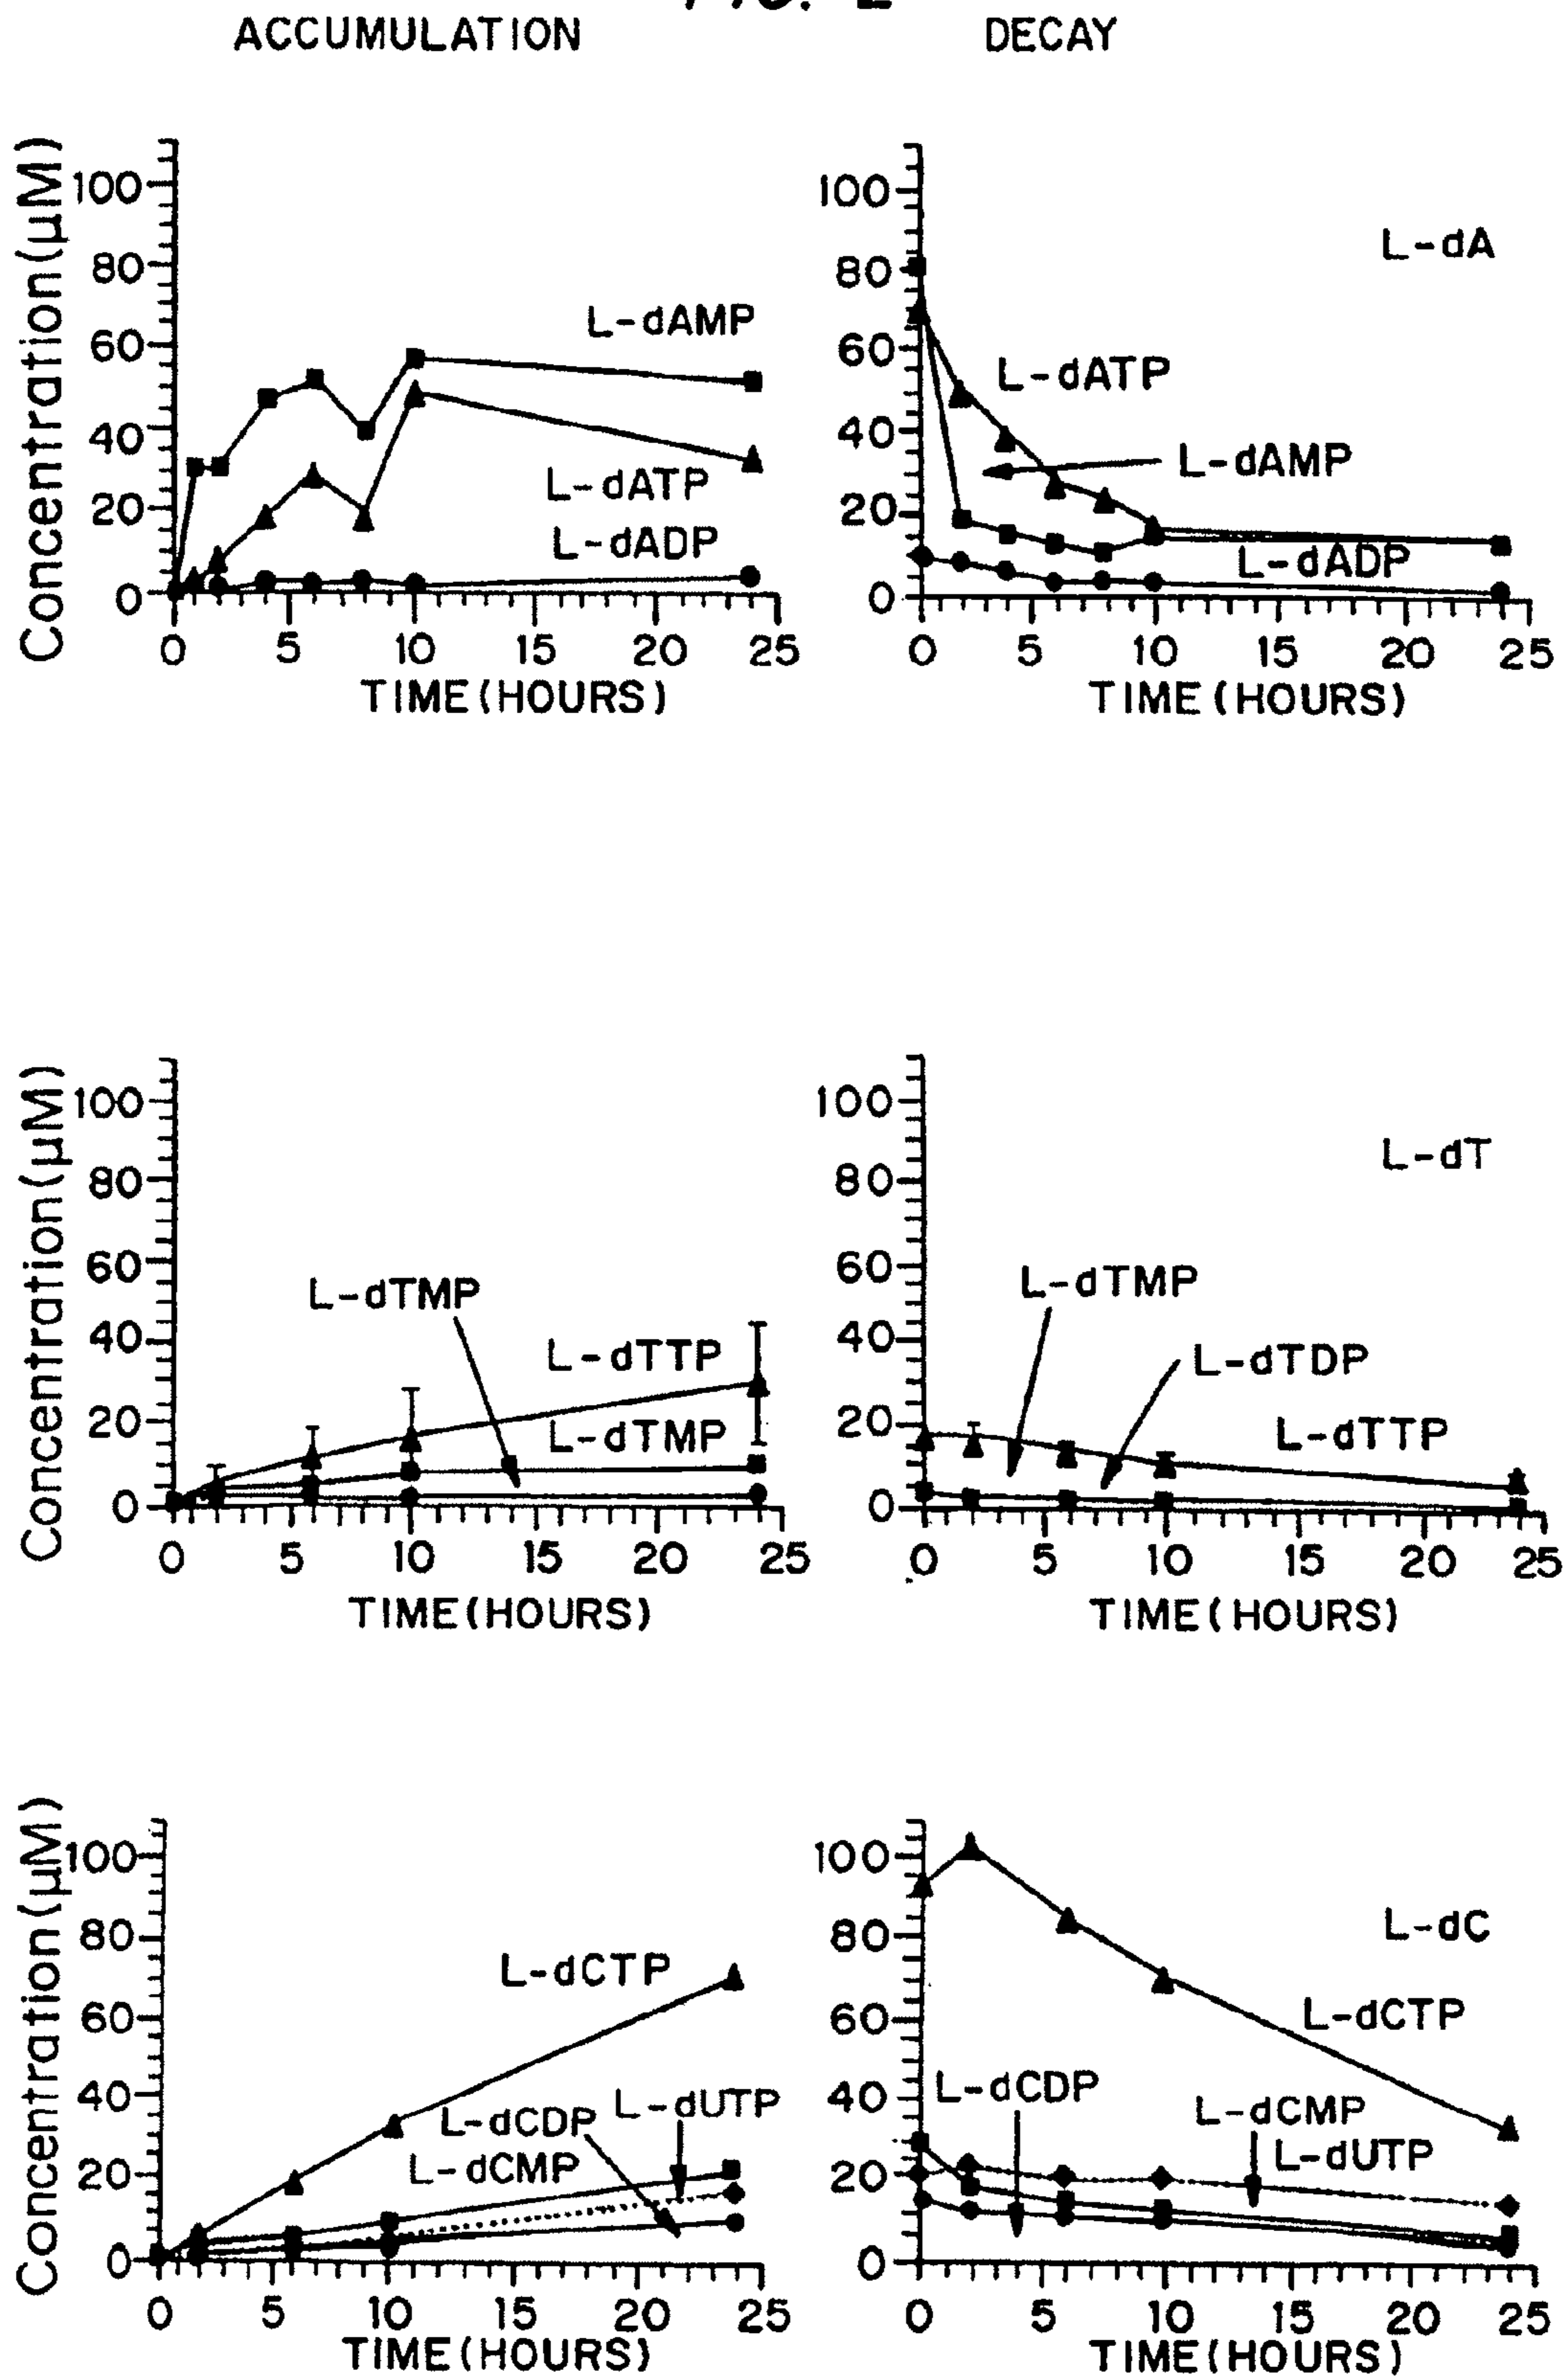 ACCUMULATION
DECAY
Concentration(µM)
100
80
60
40
20
0
L-dAMP
L-dATP
L-dADP
0 5 10 15 20 25
TIME(HOURS)
100
80
60
40
20
0
L-dA
L-dATP
L-dAMP
L-dADP
0 5 10 15 20 25
TIME(HOURS)
Concentration(µM)
100
80
60
40
20
0
L-dTMP
L-dTTP
L-dTMP
0 5 10 15 20 25
TIME(HOURS)
100
80
60
40
20
0
L-dT
L-dTMP
L-dTDP
L-dTTP
0 5 10 15 20 25
TIME(HOURS)
Concentration(µM)
100
80
60
40
20
0
L-dCTP
L-dUTP
L-dCDP
L-dCMP
0 5 10 15 20 25
TIME(HOURS)
100
80
60
40
20
0
L-dC
L-dCTP
L-dCDP
L-dCMP
L-dUTP
0 5 10 15 20 25
TIME(HOURS)